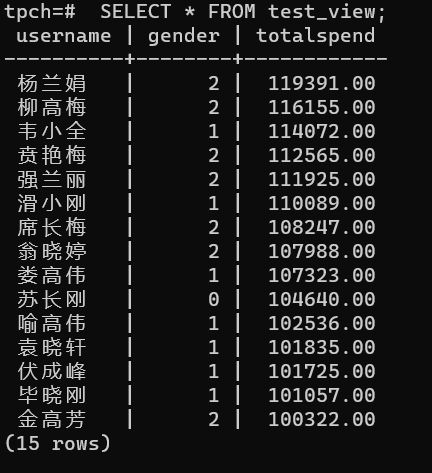 tpch=#  SELECT * FROM test_view;
 username | gender | totalspend
----------+--------+------------
 杨兰娟   |      2 |  119391.00
 柳高梅   |      2 |  116155.00
 韦小全   |      1 |  114072.00
 贲艳梅   |      2 |  112565.00
 强兰丽   |      2 |  111925.00
 滑小刚   |      1 |  110089.00
 席长梅   |      2 |  108247.00
 翁晓婷   |      2 |  107988.00
 娄高伟   |      1 |  107323.00
 苏长刚   |      0 |  104640.00
 喻高伟   |      1 |  102536.00
 袁晓轩   |      1 |  101835.00
 伏成峰   |      1 |  101725.00
 毕晓刚   |      1 |  101057.00
 金高芳   |      2 |  100322.00
(15 rows)